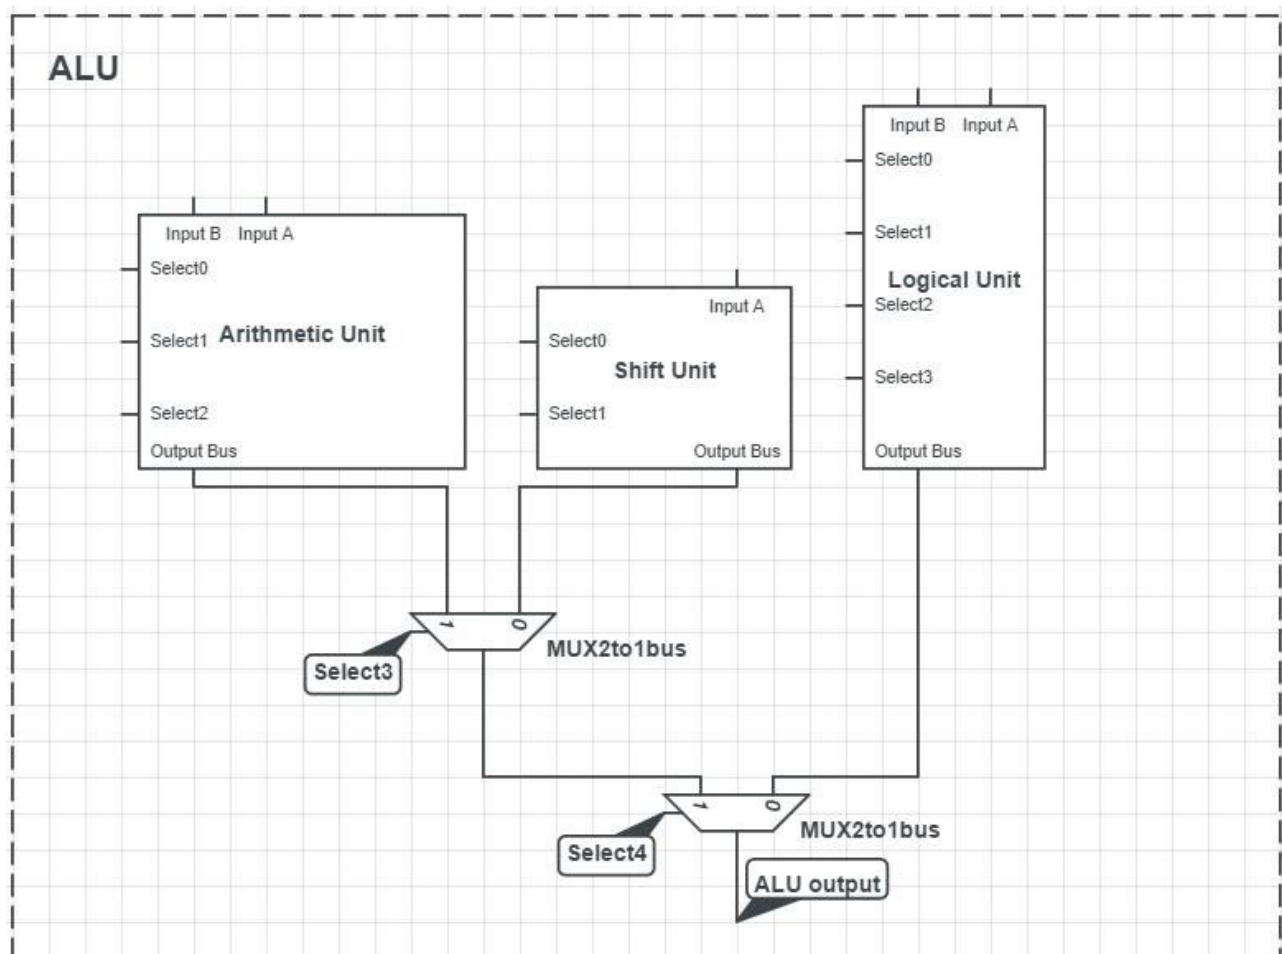 ALU
Input B Input A
Select0
Select1
Logical Unit
Select2
Select3
Output Bus
Input B Input A
Select0
Select1 Arithmetic Unit
Select2
Output Bus
Input A
Select0
Shift Unit
Select1
Output Bus
1 0
MUX2to1bus
Select3
1 0
MUX2to1bus
Select4
ALU output